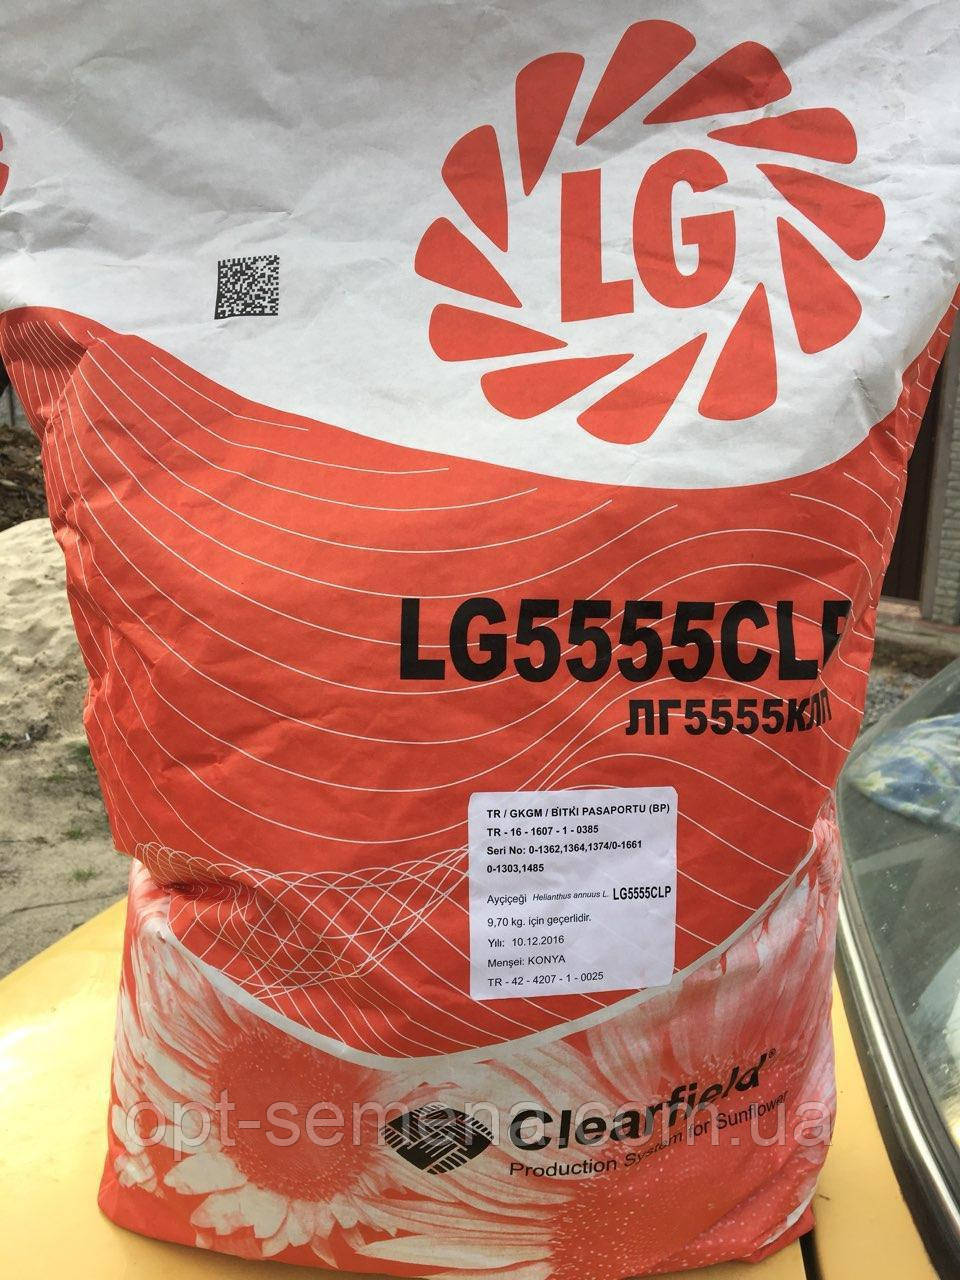 LG
LG5555CLP
ЛГ5555КЛП
TR / GKGM / BİTKİ PASAPORTU (BP)
TR - 16 - 1607 - 1 - 0385
Seri No: 0-1362,1364,1374/0-1661
0-1303,1485
Ayçiçeği Helianthus annuus L. LG5555CLP
9,70 kg. için geçerlidir.
Yılı: 10.12.2016
Menşei: KONYA
TR - 42 - 4207 - 1 - 0025
Clearfield®
Production System for Sunflower
opt-semena.com.ua